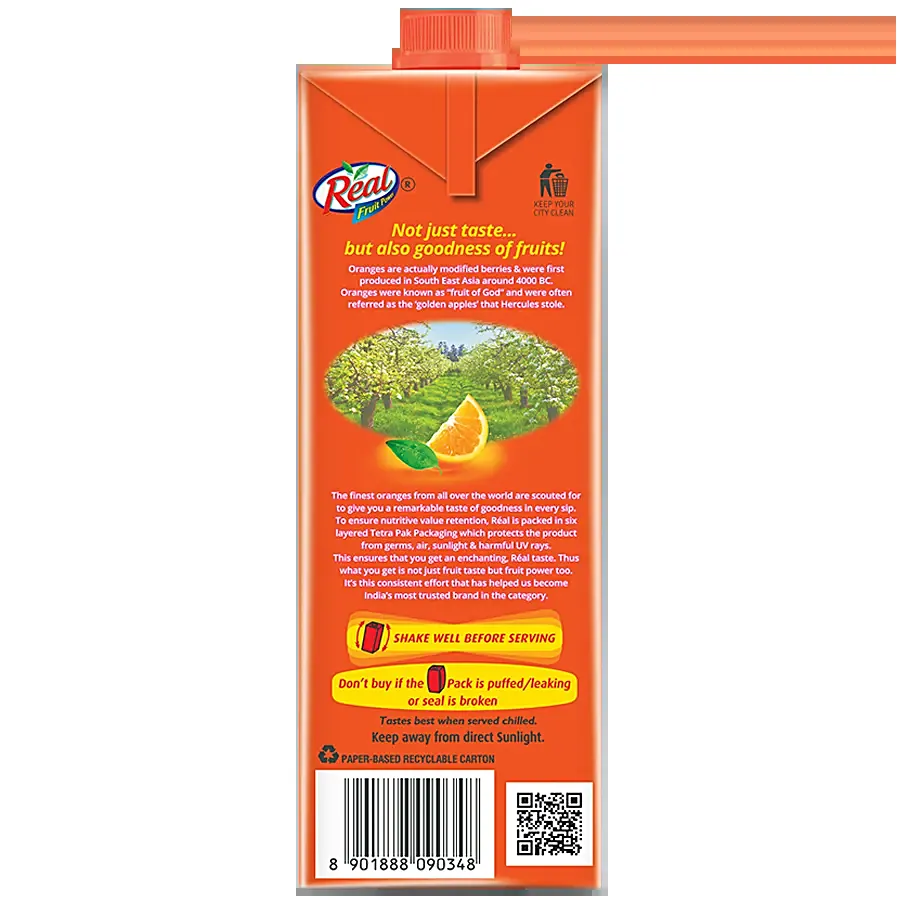 Réal
Fruit Power
®
KEEP YOUR
CITY CLEAN
Not just taste...
but also goodness of fruits!
Oranges are actually modified berries & were first
produced in South East Asia around 4000 BC.
Oranges were known as "fruit of God" and were often
referred as the 'golden apples' that Hercules stole.
The finest oranges from all over the world are scouted for
to give you a remarkable taste of goodness in every sip.
To ensure nutritive value retention, Réal is packed in six
layered Tetra Pak Packaging which protects the product
from germs, air, sunlight & harmful UV rays.
This ensures that you get an enchanting, Réal taste. Thus
what you get is not just fruit taste but fruit power too.
It's this consistent effort that has helped us become
India's most trusted brand in the category.
SHAKE WELL BEFORE SERVING
Don't buy if the Pack is puffed/leaking
or seal is broken
Tastes best when served chilled.
Keep away from direct Sunlight.
PAPER-BASED RECYCLABLE CARTON
8 901888 090348